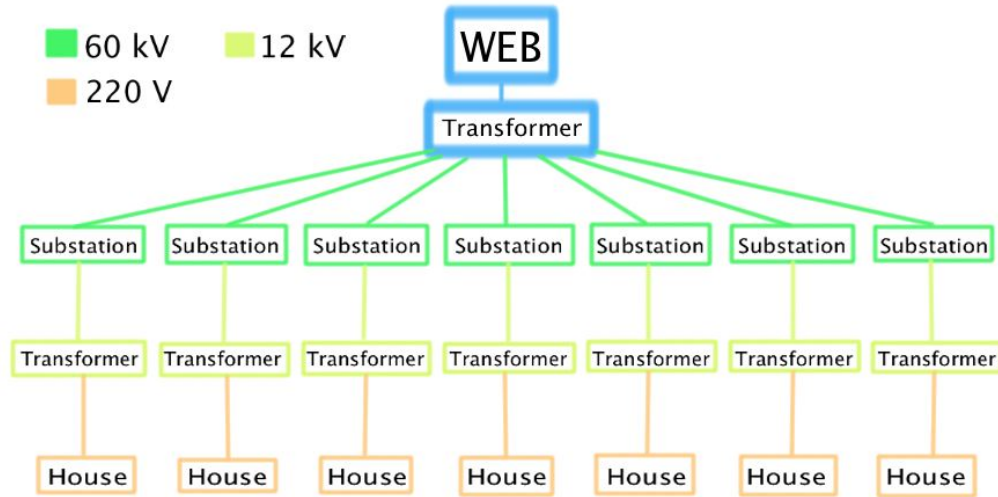 60 kV
12 kV
220 V
WEB
Transformer
Substation Substation Substation Substation Substation Substation Substation
Transformer Transformer Transformer Transformer Transformer Transformer Transformer
House House House House House House House